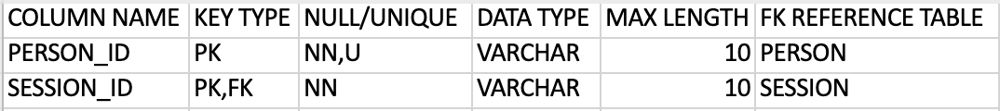 COLUMN NAME KEY TYPE NULL/UNIQUE DATA TYPE MAX LENGTH FK REFERENCE TABLE
PERSON_ID PK NN,U VARCHAR 10 PERSON
SESSION_ID PK,FK NN VARCHAR 10 SESSION